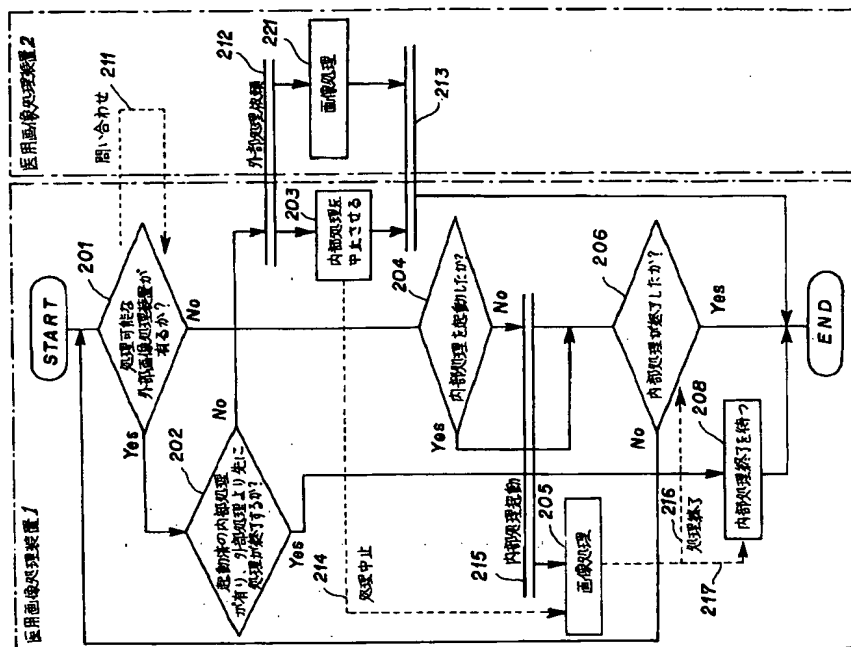 医用画像処理装置1
START
処理可能な
外部画像処理装置が
有るか?
201
Yes
No
起動済の内部処理
が有り、外部処理より先に
処理が終了するか?
202
No
Yes
問い合わせ
211
医用画像処理装置2
外部処理依頼
212
内部処理を
中止させる
203
画像処理
221
213
214
処理中止
内部処理を起動したか?
204
Yes
No
215
内部処理起動
画像処理
205
内部処理が終了したか?
206
No
Yes
216
処理終了
217
内部処理終了を待つ
208
END